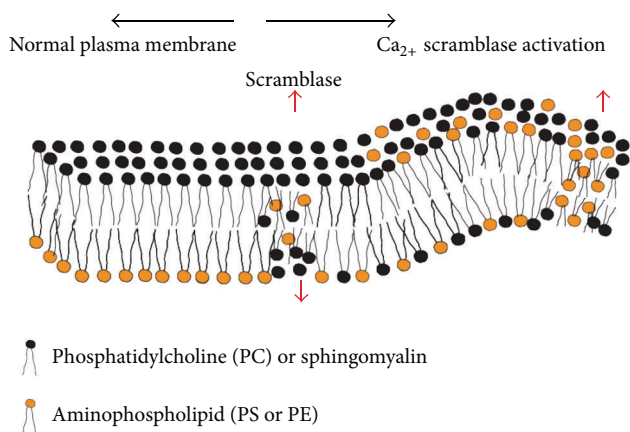 Normal plasma membrane
Ca2+ scramblase activation
Scramblase
Phosphatidylcholine (PC) or sphingomyalin
Aminophospholipid (PS or PE)